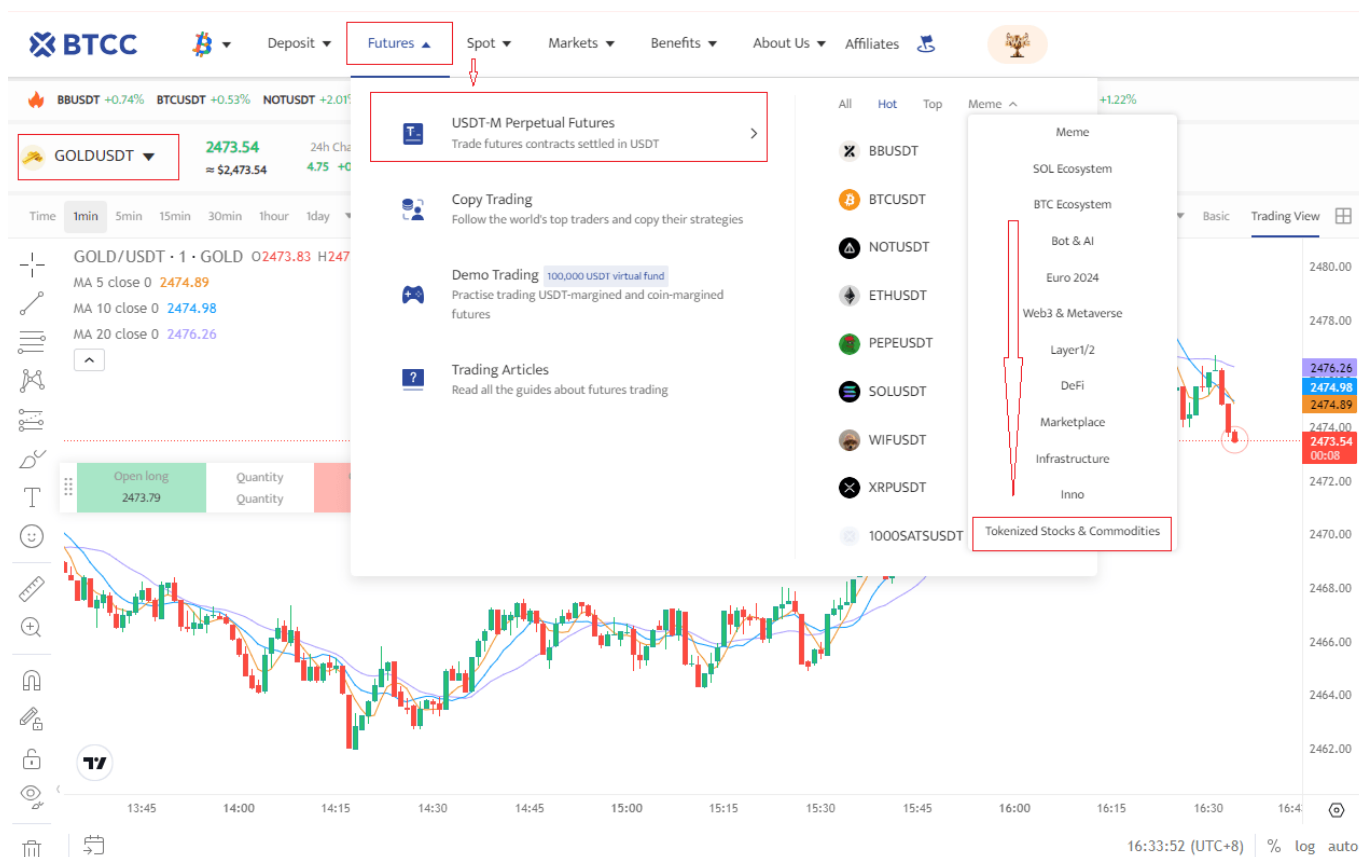 BTCC
Deposit
Futures
Spot
Markets
Benefits
About Us
Affiliates
BBUSDT +0.74% BTCUSDT +0.53% NOTUSDT +2.01%
+1.22%
GOLDUSDT
2473.54
≈ $2,473.54
24h Cha
4.75 +0
Time 1min 5min 15min 30min 1hour 1day
Basic Trading View
USDT-M Perpetual Futures
Trade futures contracts settled in USDT
Copy Trading
Follow the world's top traders and copy their strategies
Demo Trading 100,000 USDT virtual fund
Practise trading USDT-margined and coin-margined
futures
Trading Articles
Read all the guides about futures trading
All Hot Top Meme
BBUSDT
BTCUSDT
NOTUSDT
ETHUSDT
PEPEUSDT
SOLUSDT
WIFUSDT
XRPUSDT
1000SATSUSDT
Meme
SOL Ecosystem
BTC Ecosystem
Bot & AI
Euro 2024
Web3 & Metaverse
Layer1/2
DeFi
Marketplace
Infrastructure
Inno
Tokenized Stocks & Commodities
GOLD/USDT · 1 · GOLD O2473.83 H247
MA 5 close 0 2474.89
MA 10 close 0 2474.98
MA 20 close 0 2476.26
Open long
2473.79
Quantity
Quantity
2480.00
2478.00
2476.26
2474.98
2474.89
2474.00
2473.54
00:08
2472.00
2470.00
2468.00
2466.00
2464.00
2462.00
13:45 14:00 14:15 14:30 14:45 15:00 15:15 15:30 15:45 16:00 16:15 16:30 16:4
16:33:52 (UTC+8) % log auto